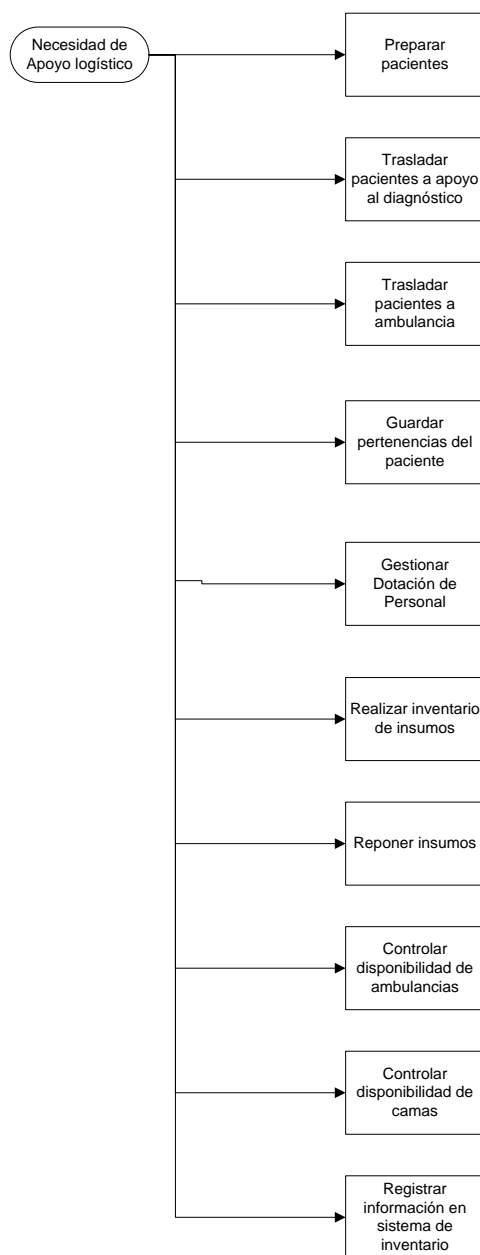 Necesidad de
Apoyo logístico
Preparar
pacientes
Trasladar
pacientes a apoyo
al diagnóstico
Trasladar
pacientes a
ambulancia
Guardar
pertenencias del
paciente
Gestionar
Dotación de
Personal
Realizar inventario
de insumos
Reponer insumos
Controlar
disponibilidad de
ambulancias
Controlar
disponibilidad de
camas
Registrar
información en
sistema de
inventario